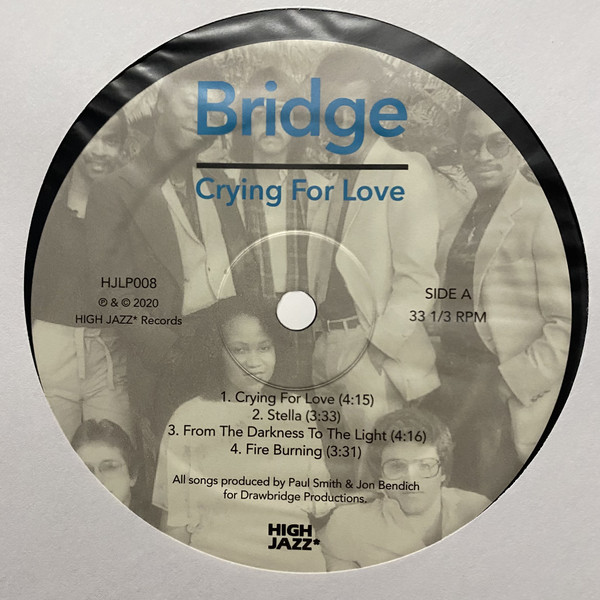 Bridge
Crying For Love
HJLP008
℗ & © 2020
HIGH JAZZ* Records
SIDE A
33 1/3 RPM
1. Crying For Love (4:15)
2. Stella (3:33)
3. From The Darkness To The Light (4:16)
4. Fire Burning (3:31)
All songs produced by Paul Smith & Jon Bendich
for Drawbridge Productions.
HIGH
JAZZ*